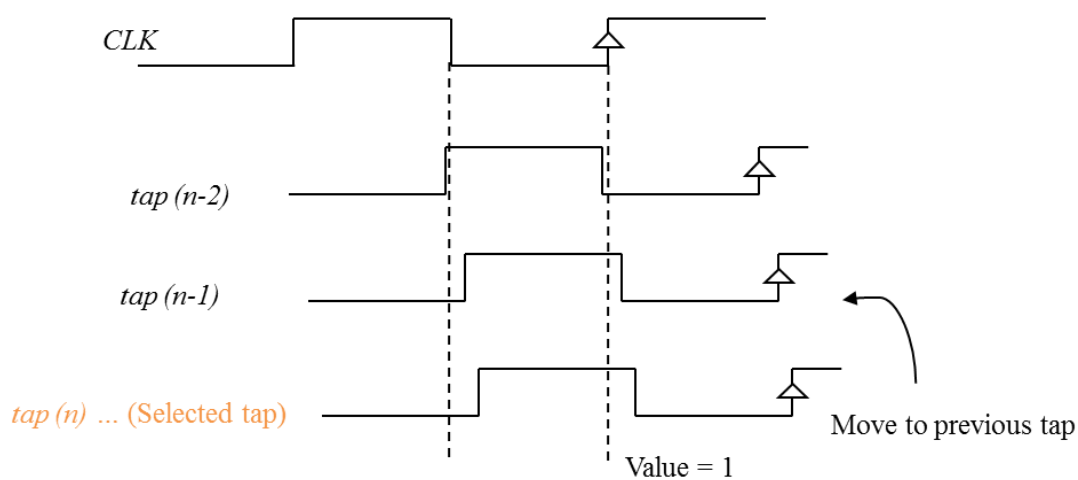 CLK
tap (n-2)
tap (n-1)
tap (n) ... (Selected tap)
Move to previous tap
Value = 1